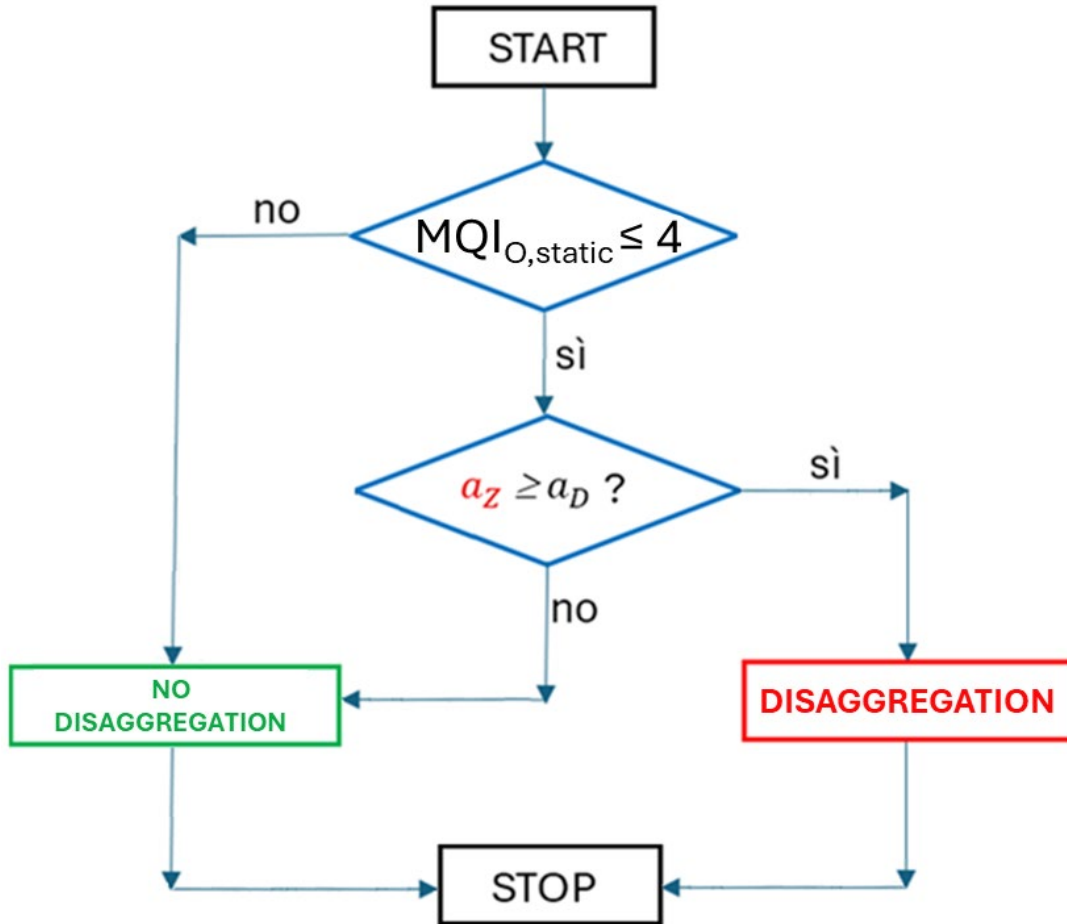 START
no
MQI_O,static ≤ 4
sì
a_Z ≥ a_D ?
sì
no
NO
DISAGGREGATION
DISAGGREGATION
STOP